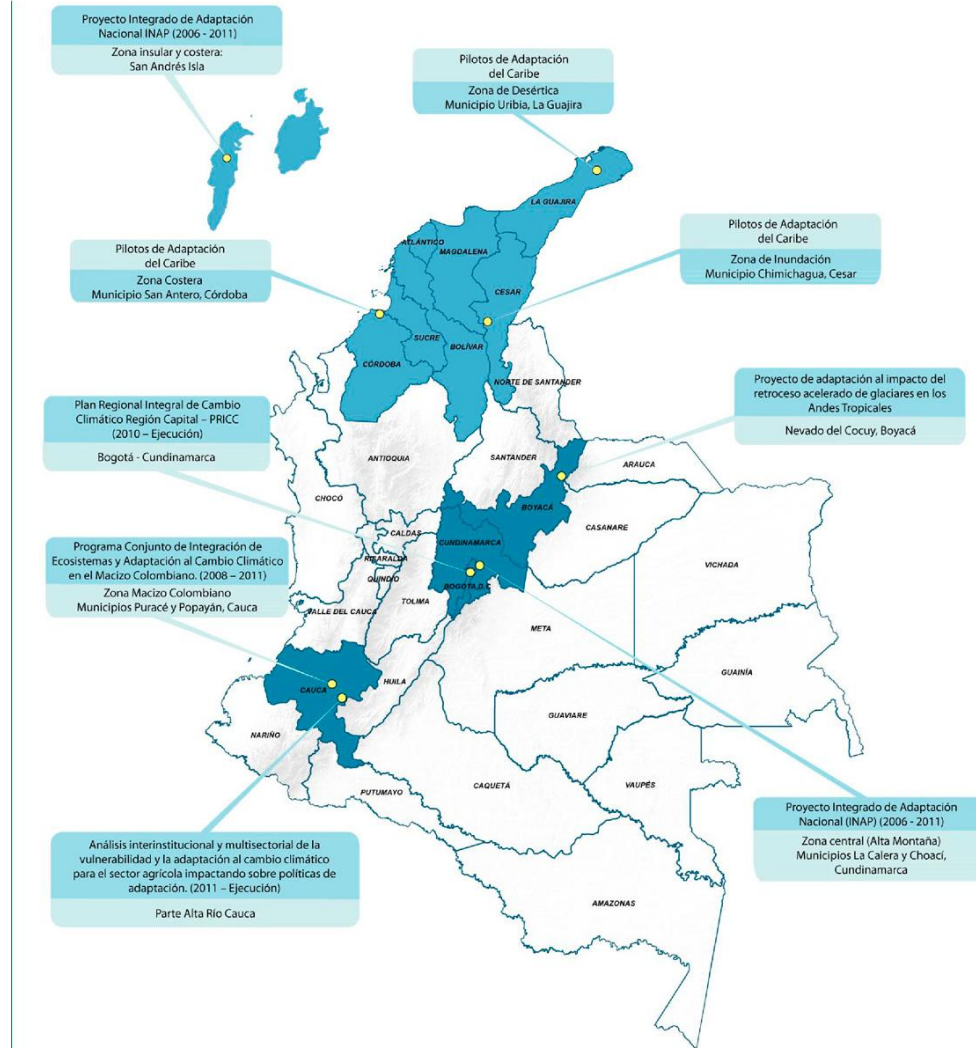 Proyecto Integrado de Adaptación
Nacional INAP (2006 - 2011)
Zona insular y costera:
San Andrés Isla
Pilotos de Adaptación
del Caribe
Zona de Desértica
Municipio Uribia, La Guajira
Pilotos de Adaptación
del Caribe
Zona Costera
Municipio San Antero, Córdoba
Pilotos de Adaptación
del Caribe
Zona de Inundación
Municipio Chimichagua, Cesar
LA GUAJIRA
ATLÁNTICO
MAGDALENA
CESAR
SUCRE
BOLÍVAR
CÓRDOBA
NORTE DE SANTANDER
Plan Regional Integral de Cambio
Climático Región Capital – PRICC
(2010 – Ejecución)
Bogotá - Cundinamarca
Proyecto de adaptación al impacto del
retroceso acelerado de glaciares en los
Andes Tropicales
Nevado del Cocuy, Boyacá
ANTIOQUIA
SANTANDER
ARAUCA
CHOCÓ
BOYACÁ
CASANARE
CALDAS
CUNDINAMARCA
RISARALDA
VICHADA
QUINDIO
BOGOTÁ, D.C
TOLIMA
VALLE DEL CAUCA
META
Programa Conjunto de Integración de
Ecosistemas y Adaptación al Cambio Climático
en el Macizo Colombiano. (2008 – 2011)
Zona Macizo Colombiano
Municipios Puracé y Popayán, Cauca
GUAINÍA
HUILA
CAUCA
GUAVIARE
NARIÑO
VAUPÉS
CAQUETÁ
PUTUMAYO
AMAZONAS
Análisis interinstitucional y multisectorial de la
vulnerabilidad y la adaptación al cambio climático
para el sector agrícola impactando sobre políticas de
adaptación. (2011 – Ejecución)
Parte Alta Río Cauca
Proyecto Integrado de Adaptación
Nacional (INAP) (2006 - 2011)
Zona central (Alta Montaña)
Municipios La Calera y Choací,
Cundinamarca